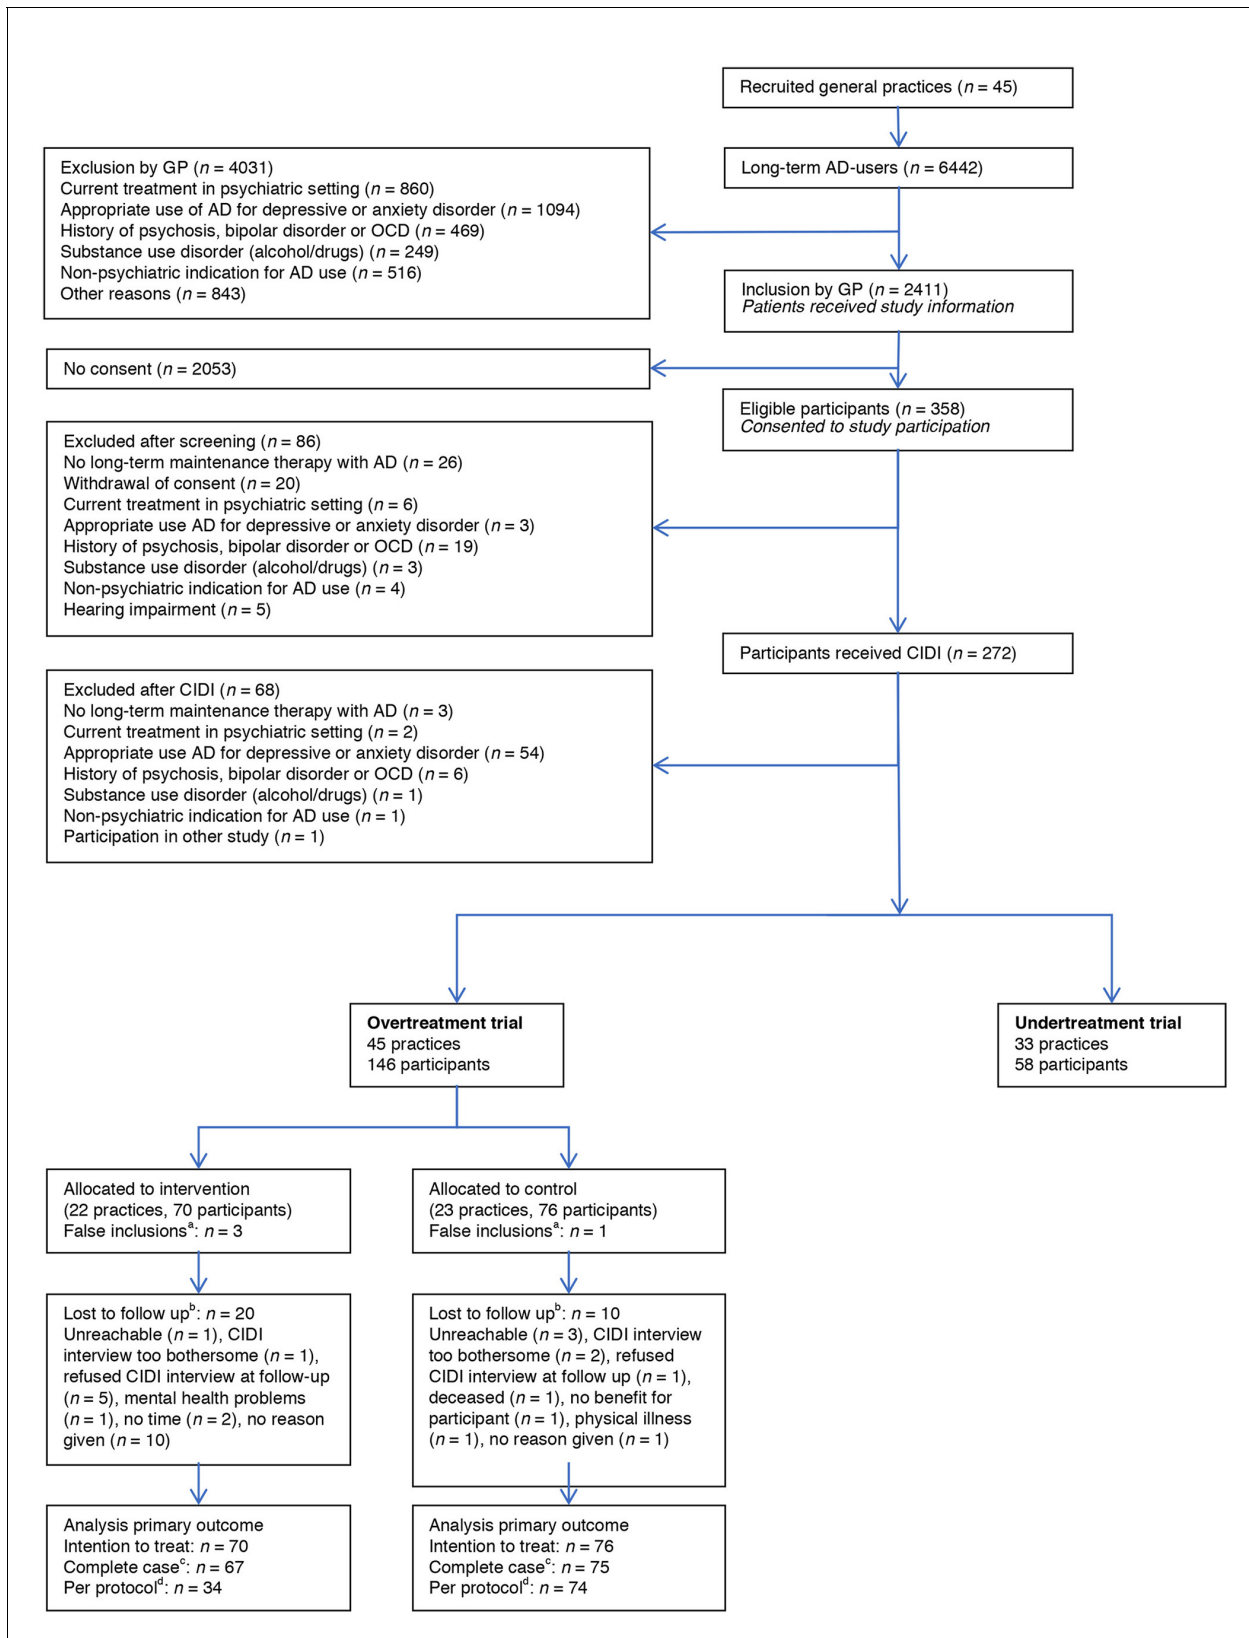 Recruited general practices (n = 45)
Long-term AD-users (n = 6442)
Exclusion by GP (n = 4031)
Current treatment in psychiatric setting (n = 860)
Appropriate use of AD for depressive or anxiety disorder (n = 1094)
History of psychosis, bipolar disorder or OCD (n = 469)
Substance use disorder (alcohol/drugs) (n = 249)
Non-psychiatric indication for AD use (n = 516)
Other reasons (n = 843)
Inclusion by GP (n = 2411)
Patients received study information
No consent (n = 2053)
Eligible participants (n = 358)
Consented to study participation
Excluded after screening (n = 86)
No long-term maintenance therapy with AD (n = 26)
Withdrawal of consent (n = 20)
Current treatment in psychiatric setting (n = 6)
Appropriate use AD for depressive or anxiety disorder (n = 3)
History of psychosis, bipolar disorder or OCD (n = 19)
Substance use disorder (alcohol/drugs) (n = 3)
Non-psychiatric indication for AD use (n = 4)
Hearing impairment (n = 5)
Participants received CIDI (n = 272)
Excluded after CIDI (n = 68)
No long-term maintenance therapy with AD (n = 3)
Current treatment in psychiatric setting (n = 2)
Appropriate use AD for depressive or anxiety disorder (n = 54)
History of psychosis, bipolar disorder or OCD (n = 6)
Substance use disorder (alcohol/drugs) (n = 1)
Non-psychiatric indication for AD use (n = 1)
Participation in other study (n = 1)
Overtreatment trial
45 practices
146 participants
Undertreatment trial
33 practices
58 participants
Allocated to intervention
(22 practices, 70 participants)
False inclusionsᵃ: n = 3
Allocated to control
(23 practices, 76 participants)
False inclusionsᵃ: n = 1
Lost to follow upᵇ: n = 20
Unreachable (n = 1), CIDI
interview too bothersome (n = 1),
refused CIDI interview at follow-up
(n = 5), mental health problems
(n = 1), no time (n = 2), no reason
given (n = 10)
Lost to follow upᵇ: n = 10
Unreachable (n = 3), CIDI interview
too bothersome (n = 2), refused
CIDI interview at follow up (n = 1),
deceased (n = 1), no benefit for
participant (n = 1), physical illness
(n = 1), no reason given (n = 1)
Analysis primary outcome
Intention to treat: n = 70
Complete caseᶜ: n = 67
Per protocolᵈ: n = 34
Analysis primary outcome
Intention to treat: n = 76
Complete caseᶜ: n = 75
Per protocolᵈ: n = 74